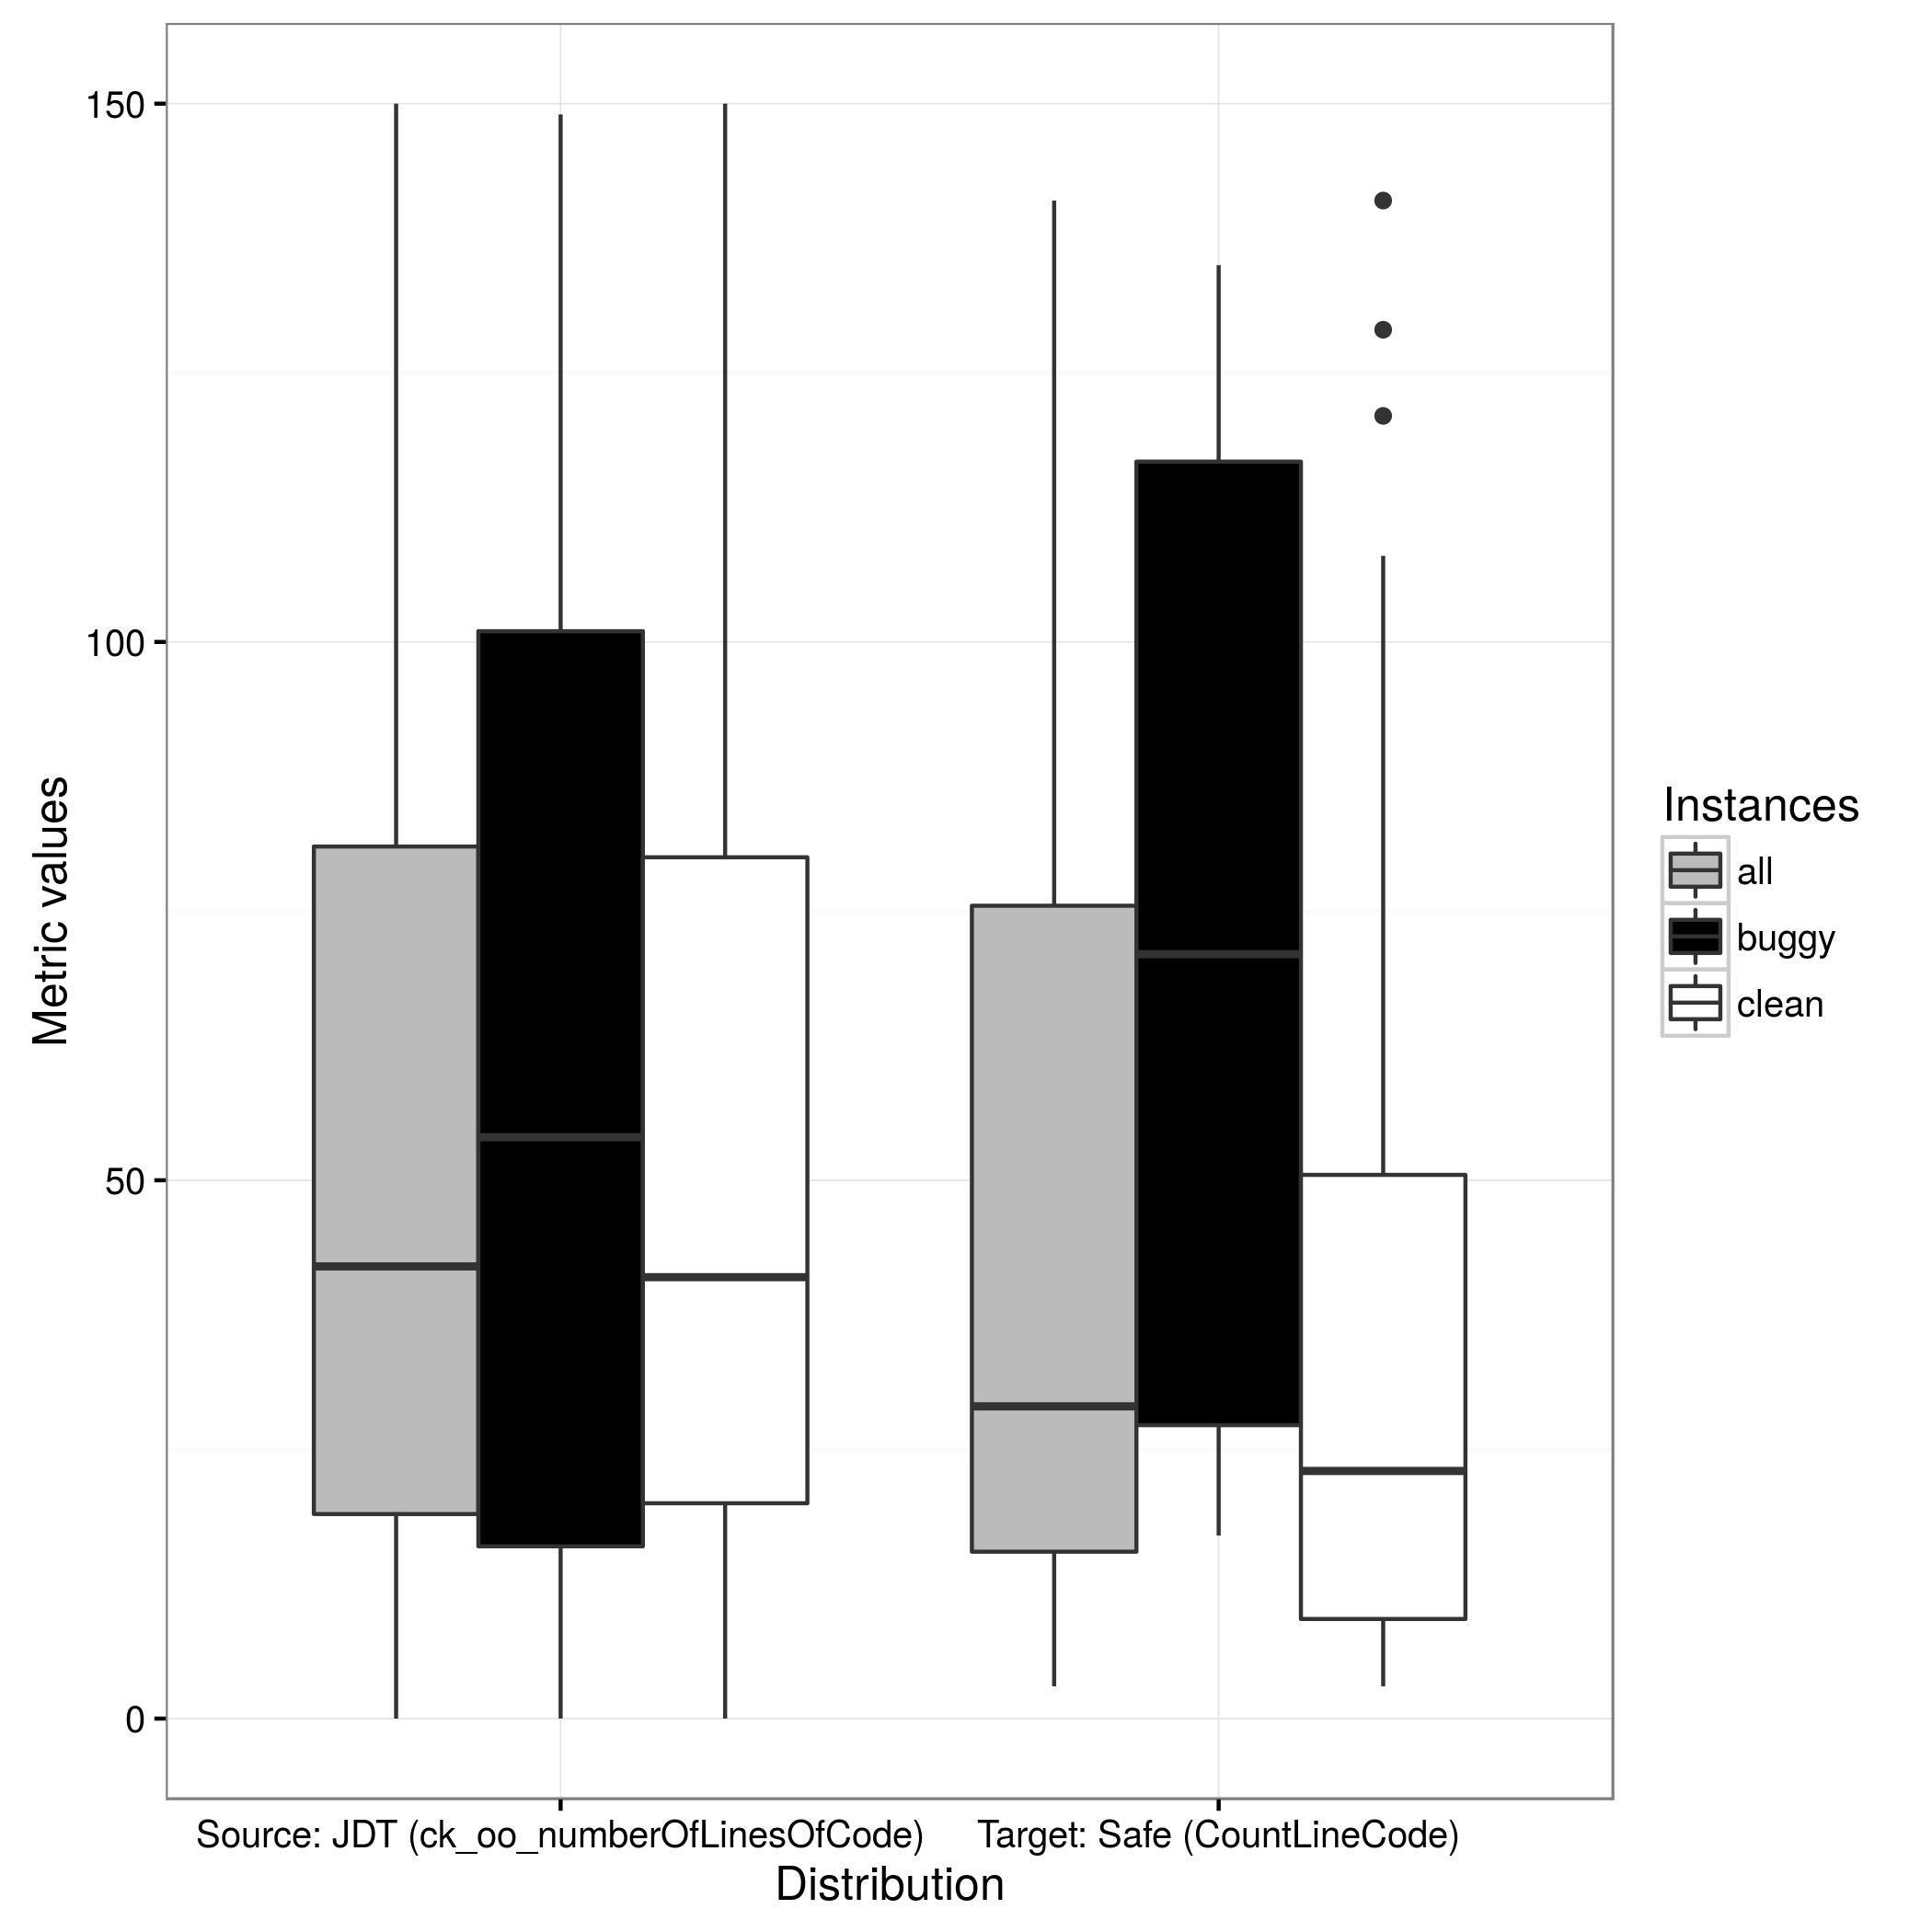 150
100
50
0
Metric values
Source: JDT (ck_oo_numberOfLinesOfCode)
Target: Safe (CountLineCode)
Distribution
Instances
all
buggy
clean